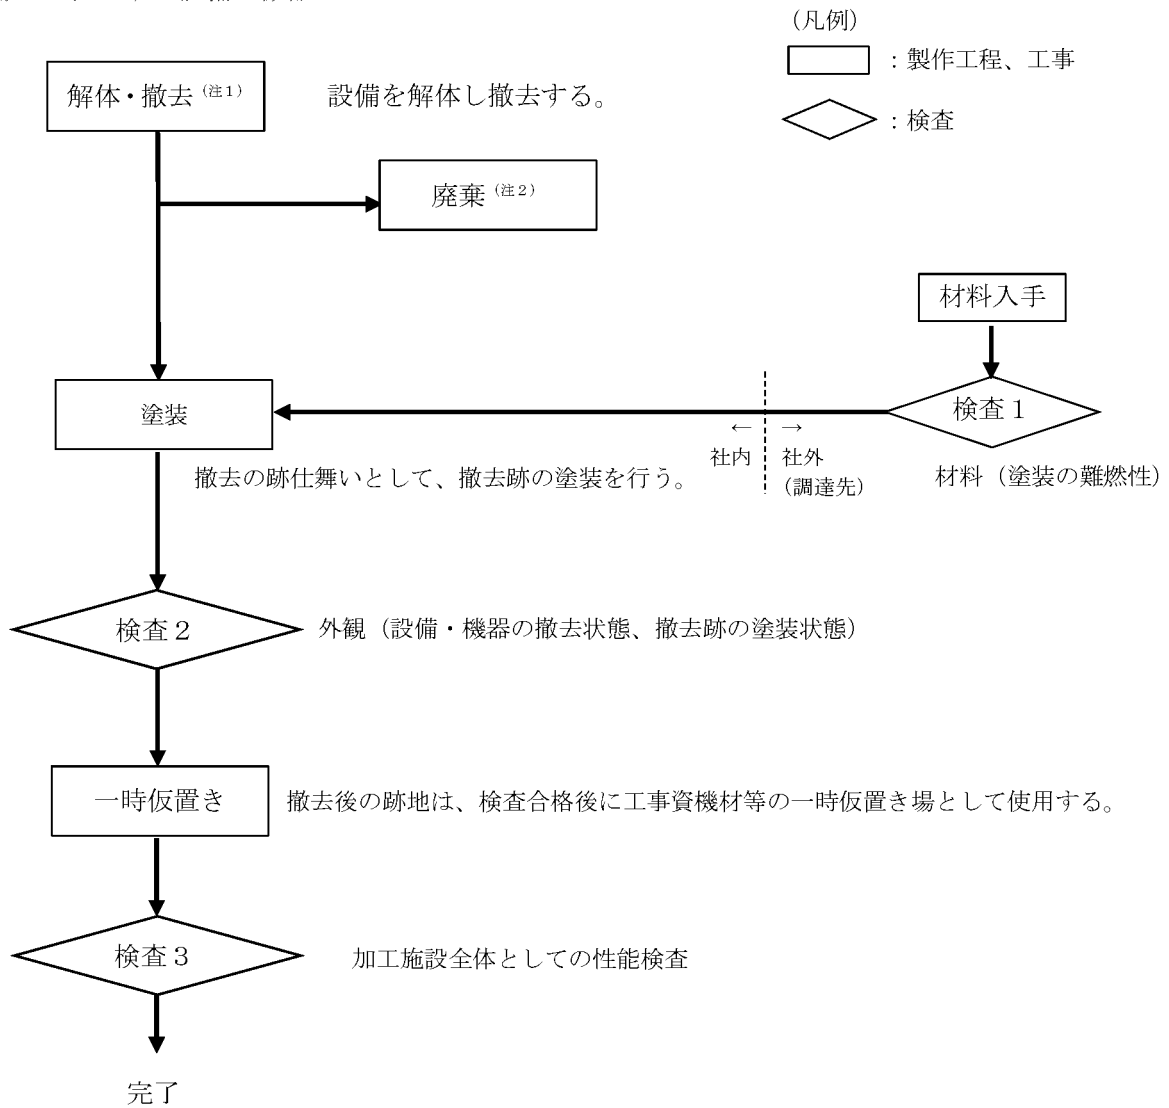 (凡例)
:製作工程、工事
:検査
解体・撤去(注1)
設備を解体し撤去する。
廃棄(注2)
材料入手
塗装
検査1
← →
社内 社外
(調達先)
材料(塗装の難燃性)
撤去の跡仕舞いとして、撤去跡の塗装を行う。
検査2
外観(設備・機器の撤去状態、撤去跡の塗装状態)
一時仮置き
撤去後の跡地は、検査合格後に工事資機材等の一時仮置き場として使用する。
検査3
加工施設全体としての性能検査
完了